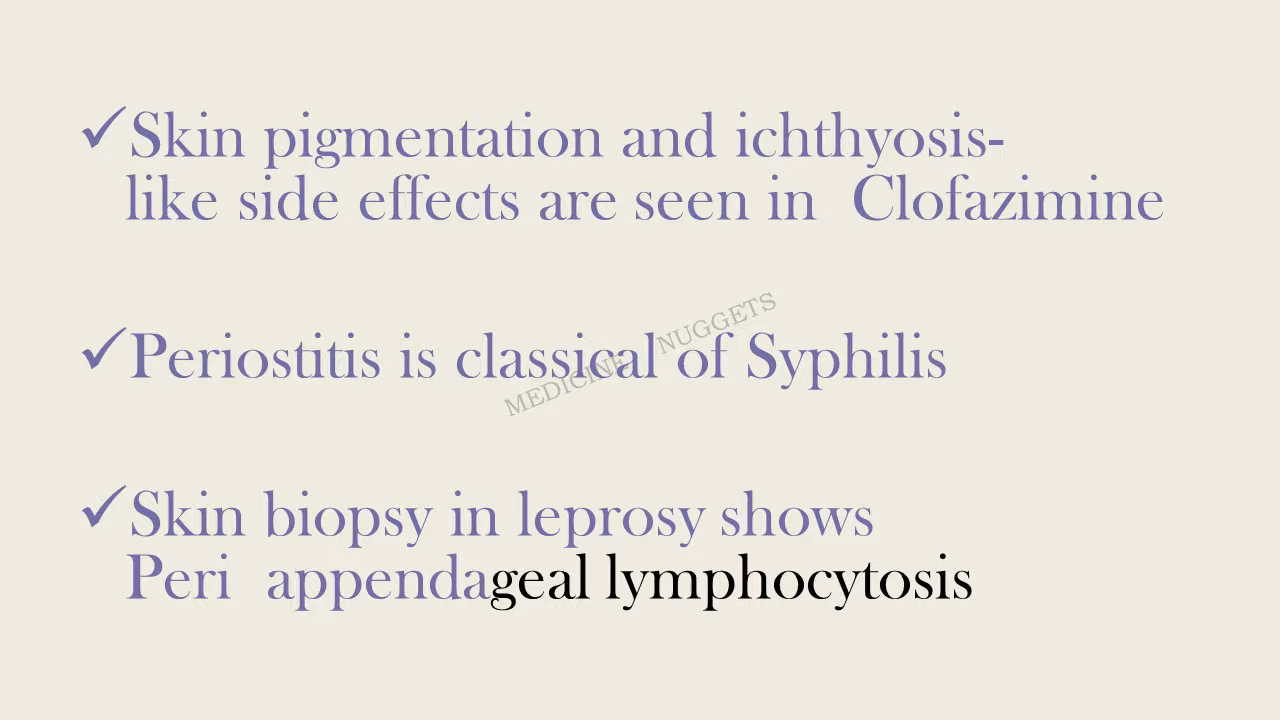 ✓Skin pigmentation and ichthyosis-
like side effects are seen in Clofazimine
✓Periostitis is classical of Syphilis
MEDICINE NUGGETS
✓Skin biopsy in leprosy shows
Peri appendageal lymphocytosis